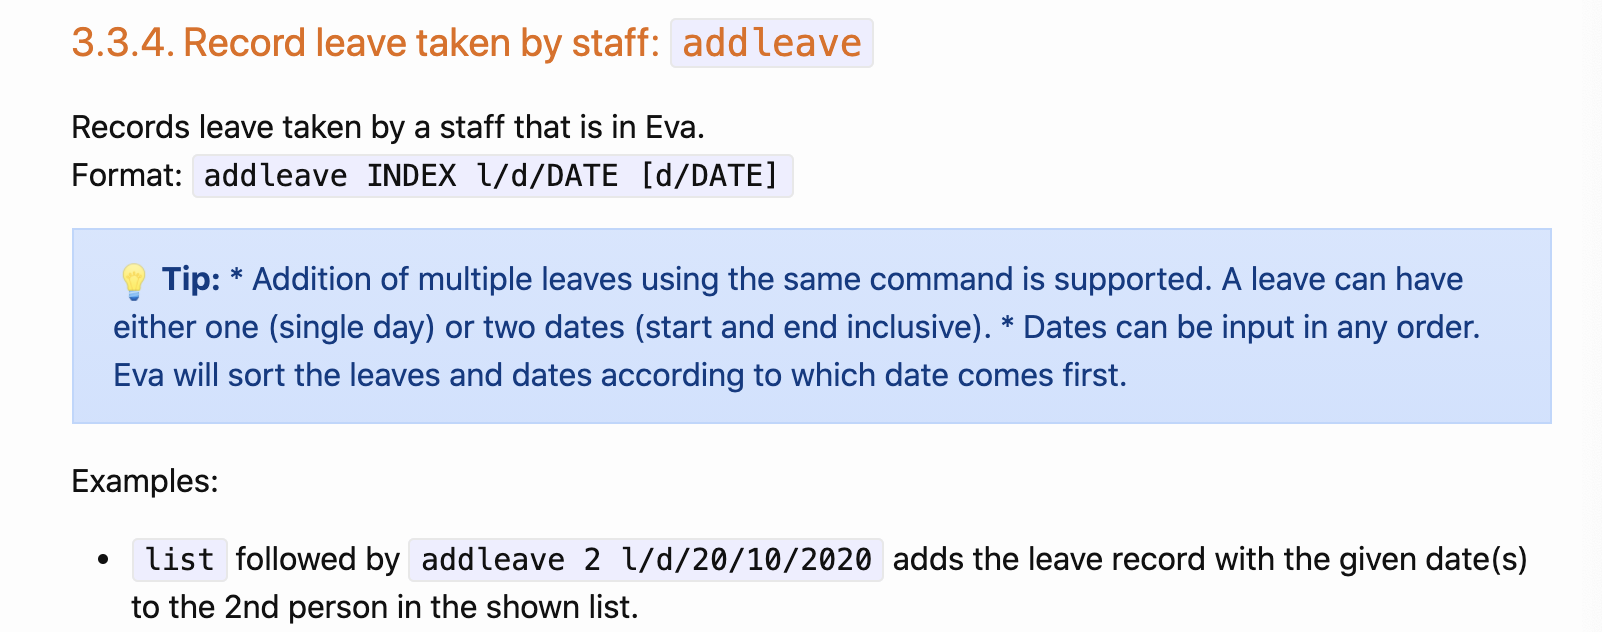 3.3.4. Record leave taken by staff: addleave
Records leave taken by a staff that is in Eva.
Format: addleave INDEX l/d/DATE [d/DATE]
💡 Tip: * Addition of multiple leaves using the same command is supported. A leave can have
either one (single day) or two dates (start and end inclusive). * Dates can be input in any order.
Eva will sort the leaves and dates according to which date comes first.
Examples:
• list followed by addleave 2 l/d/20/10/2020 adds the leave record with the given date(s)
to the 2nd person in the shown list.